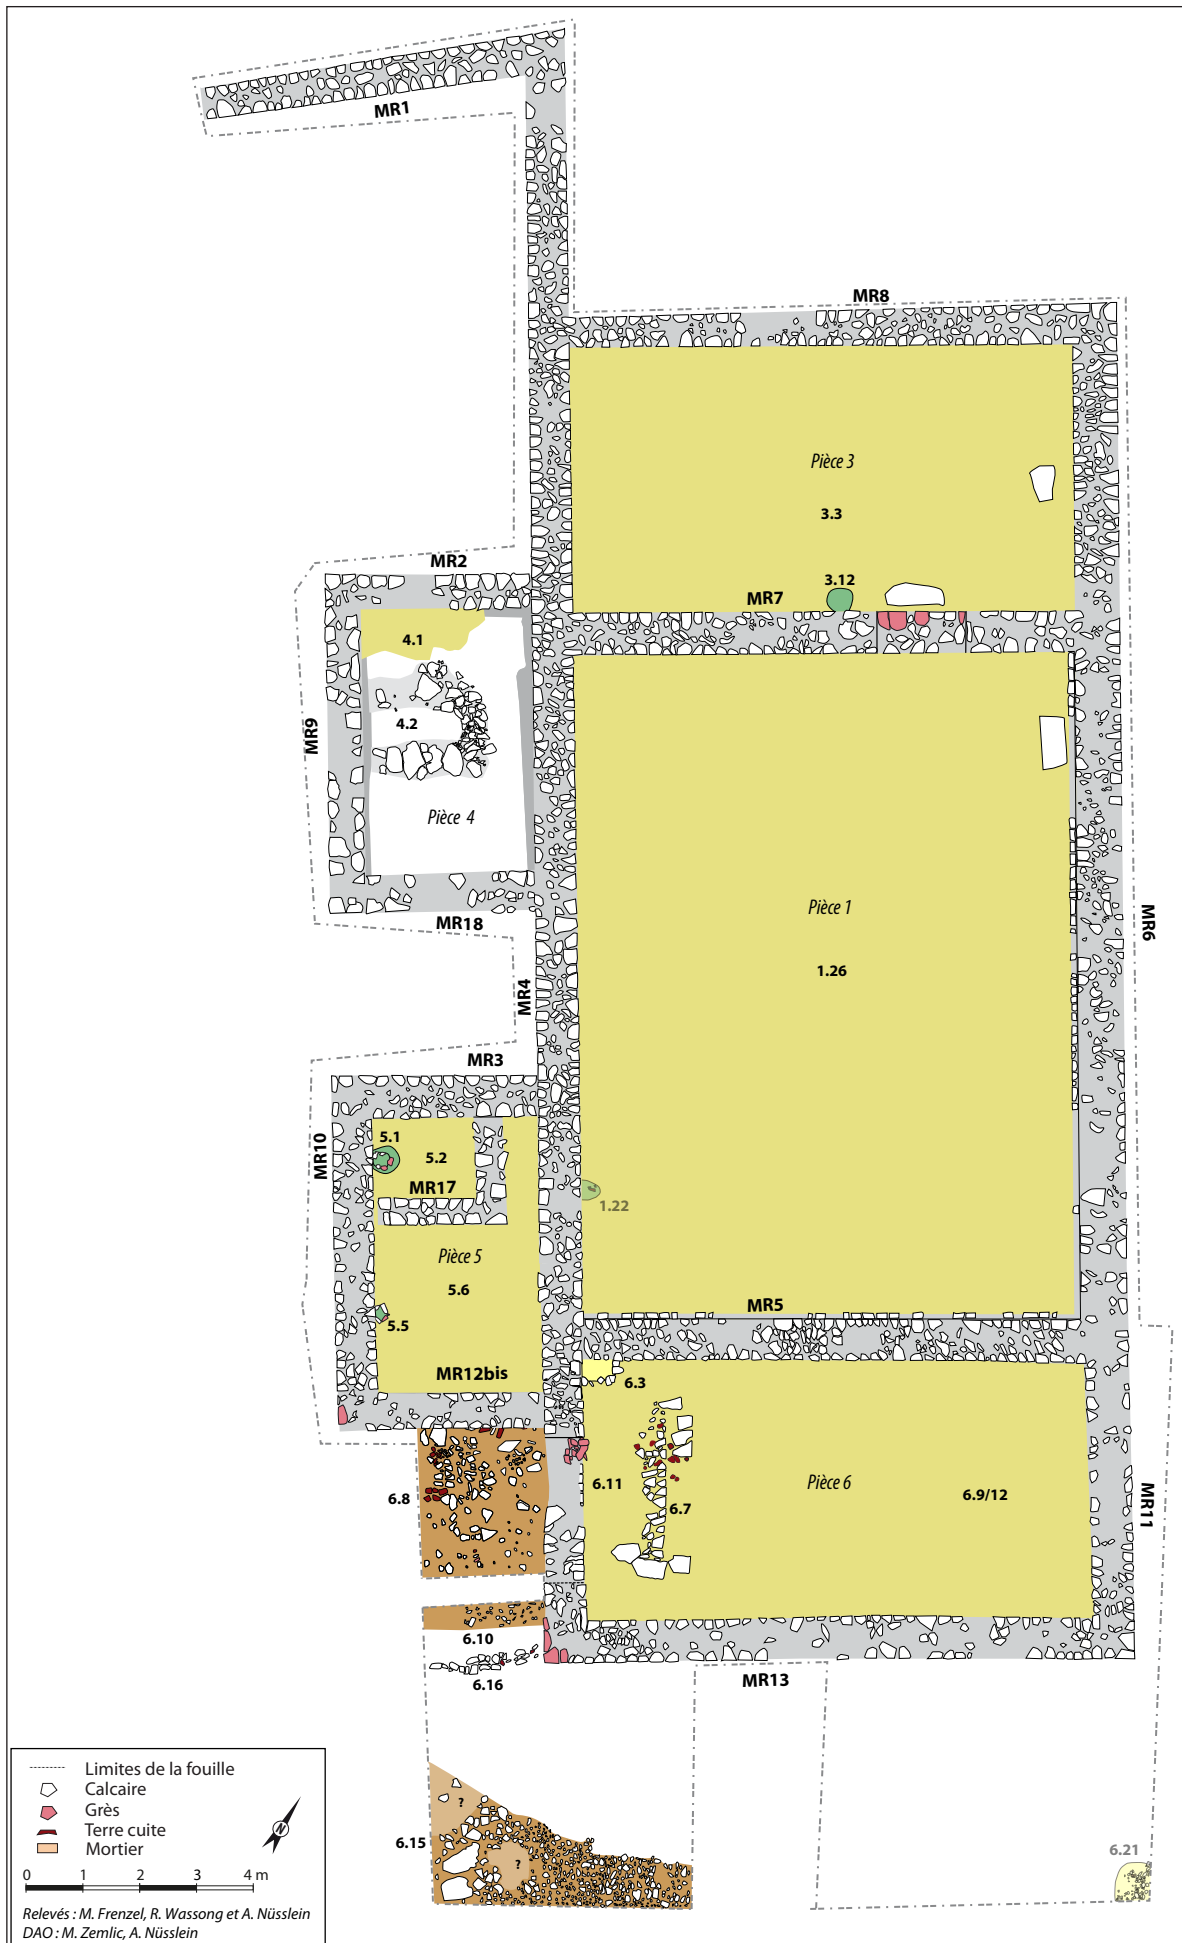 MR1
MR8
Pièce 3
3.3
3.12
MR7
MR2
4.1
4.2
MR9
Pièce 4
MR18
Pièce 1
1.26
MR6
MR4
MR3
MR10
5.1
5.2
MR17
1.22
Pièce 5
5.6
5.5
MR5
MR12bis
6.3
6.11
6.7
Pièce 6
6.9/12
MR11
6.8
6.10
6.16
MR13
?
?
6.15
6.21
Limites de la fouille
Calcaire
Grès
Terre cuite
Mortier
N
0 1 2 3 4 m
Relevés : M. Frenzel, R. Wassong et A. Nüsslein
DAO : M. Zemlic, A. Nüsslein